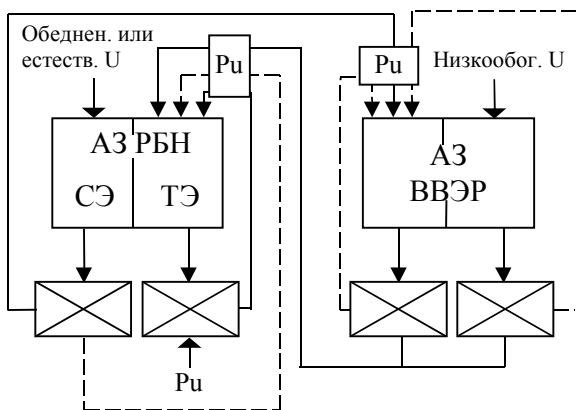 Обеднен. или
естеств. U
Pu
Pu
Низкообог. U
АЗ РБН
СЭ
ТЭ
АЗ
ВВЭР
Pu